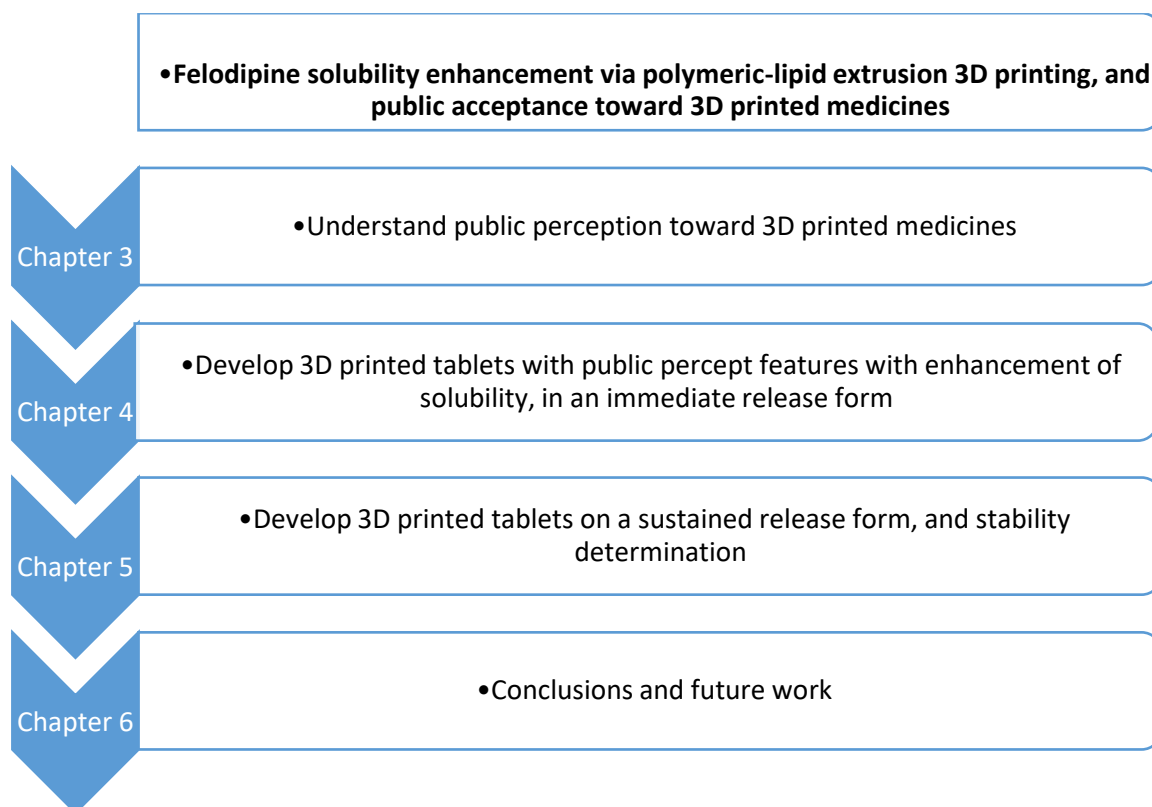 •Felodipine solubility enhancement via polymeric-lipid extrusion 3D printing, and
public acceptance toward 3D printed medicines
Chapter 3
•Understand public perception toward 3D printed medicines
Chapter 4
•Develop 3D printed tablets with public percept features with enhancement of
solubility, in an immediate release form
Chapter 5
•Develop 3D printed tablets on a sustained release form, and stability
determination
Chapter 6
•Conclusions and future work